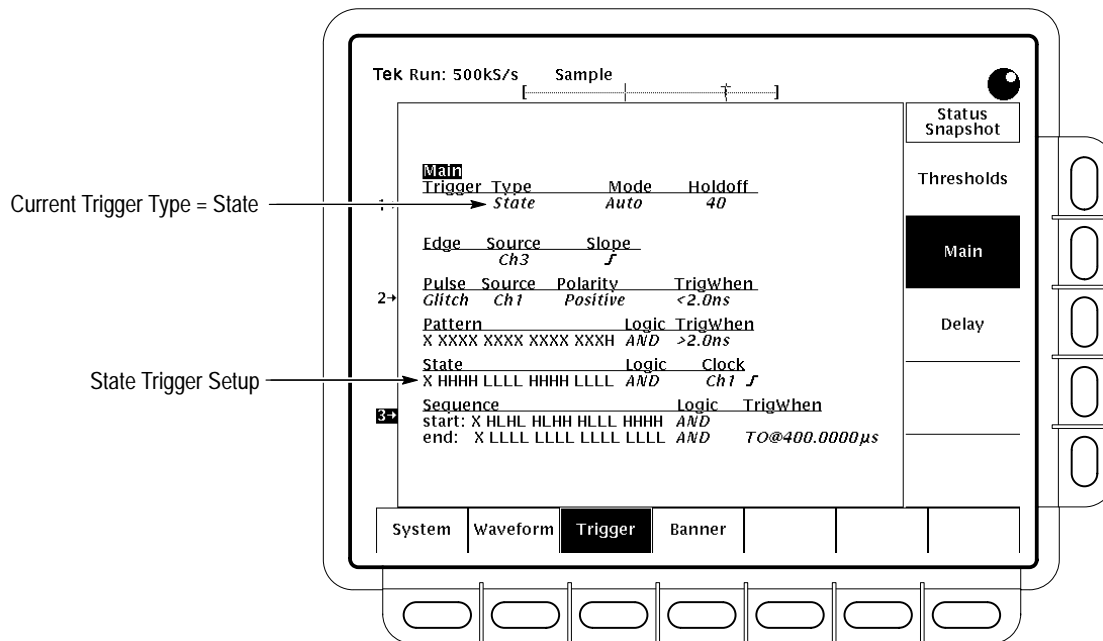 Tek Run: 500kS/s Sample
Status Snapshot
Main
Trigger Type Mode Holdoff
Thresholds
Current Trigger Type = State
1→
State Auto 40
Edge Source Slope
Main
Ch3
Pulse Source Polarity TrigWhen
2→
Glitch Ch1 Positive <2.0ns
Pattern Logic TrigWhen
Delay
X XXXX XXXX XXXX XXXH AND >2.0ns
State Logic Clock
State Trigger Setup
X HHHH LLLL HHHH LLLL AND Ch1
Sequence Logic TrigWhen
3→
start: X HLHL HLHH HLLL HHHH AND
end: X LLLL LLLL LLLL LLLL AND TO@400.0000µs
System Waveform Trigger Banner